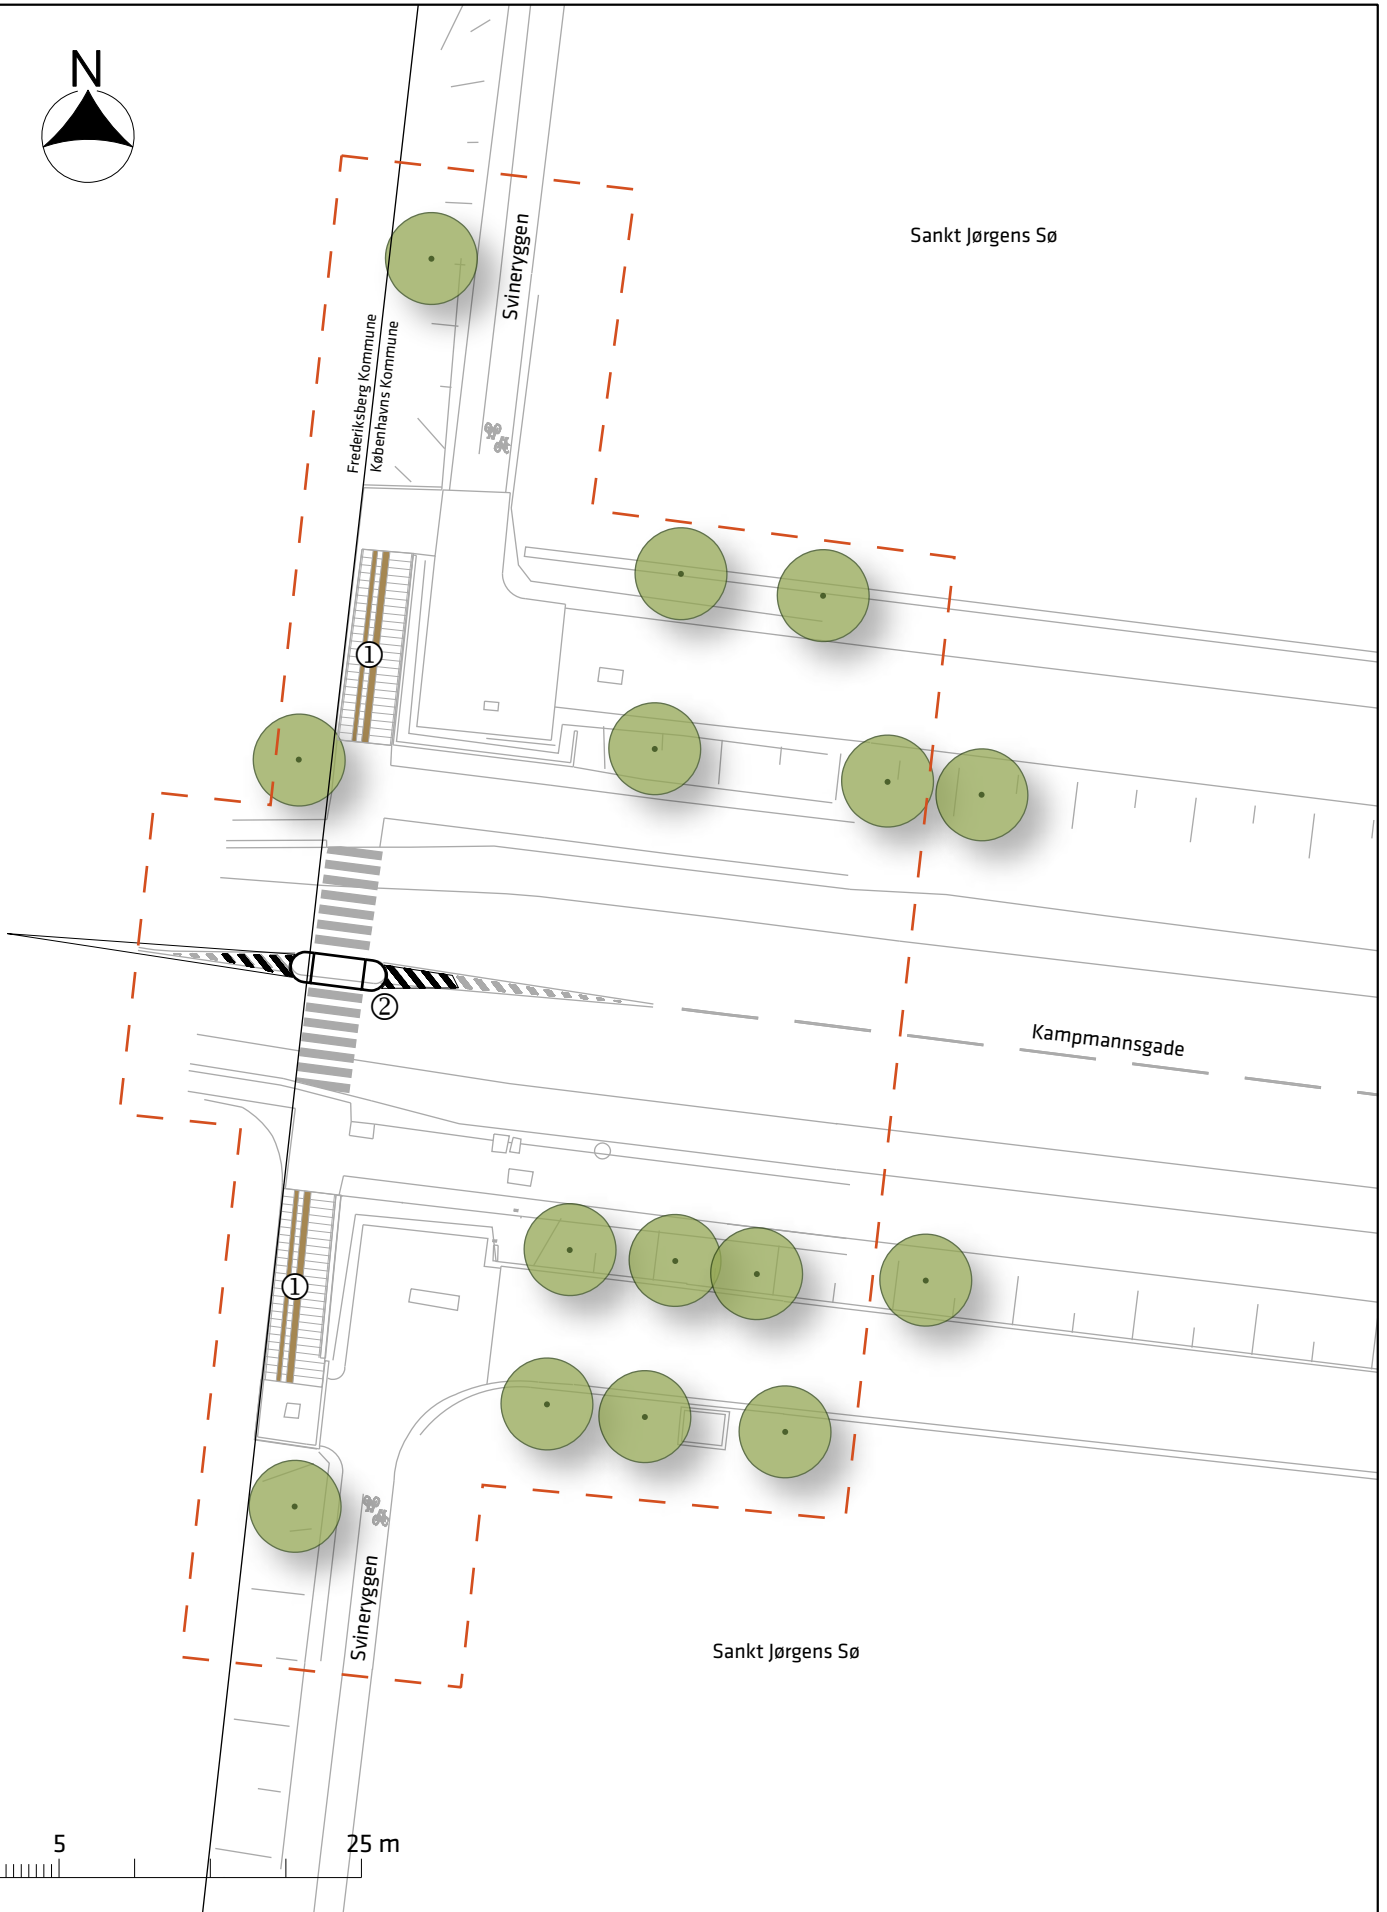 N
Sankt Jørgens Sø
Svineryggen
Frederiksberg Kommune
Københavns Kommune
①
②
Kampmannsgade
①
Svineryggen
Sankt Jørgens Sø
5 25 m